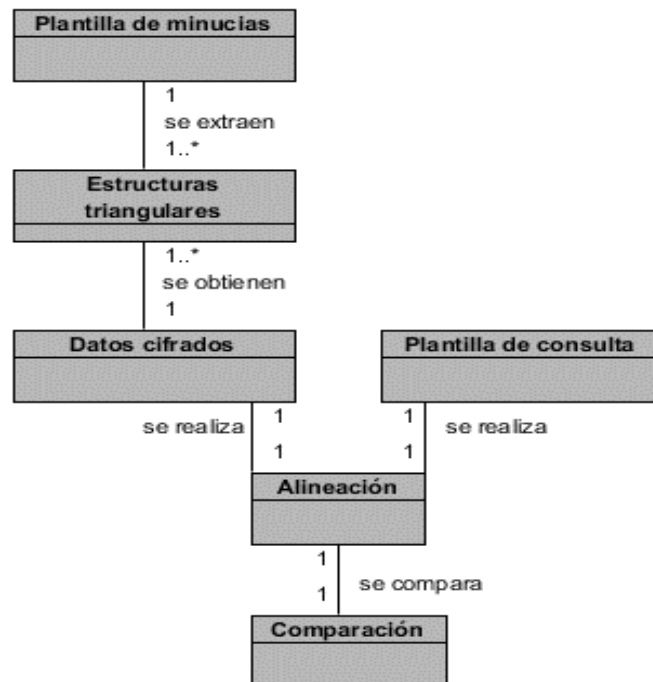 Plantilla de minucias
1
se extraen
1..*
Estructuras
triangulares
1..*
se obtienen
1
Datos cifrados
Plantilla de consulta
se realiza
1
1
1
1
se realiza
Alineación
1
1
se compara
Comparación